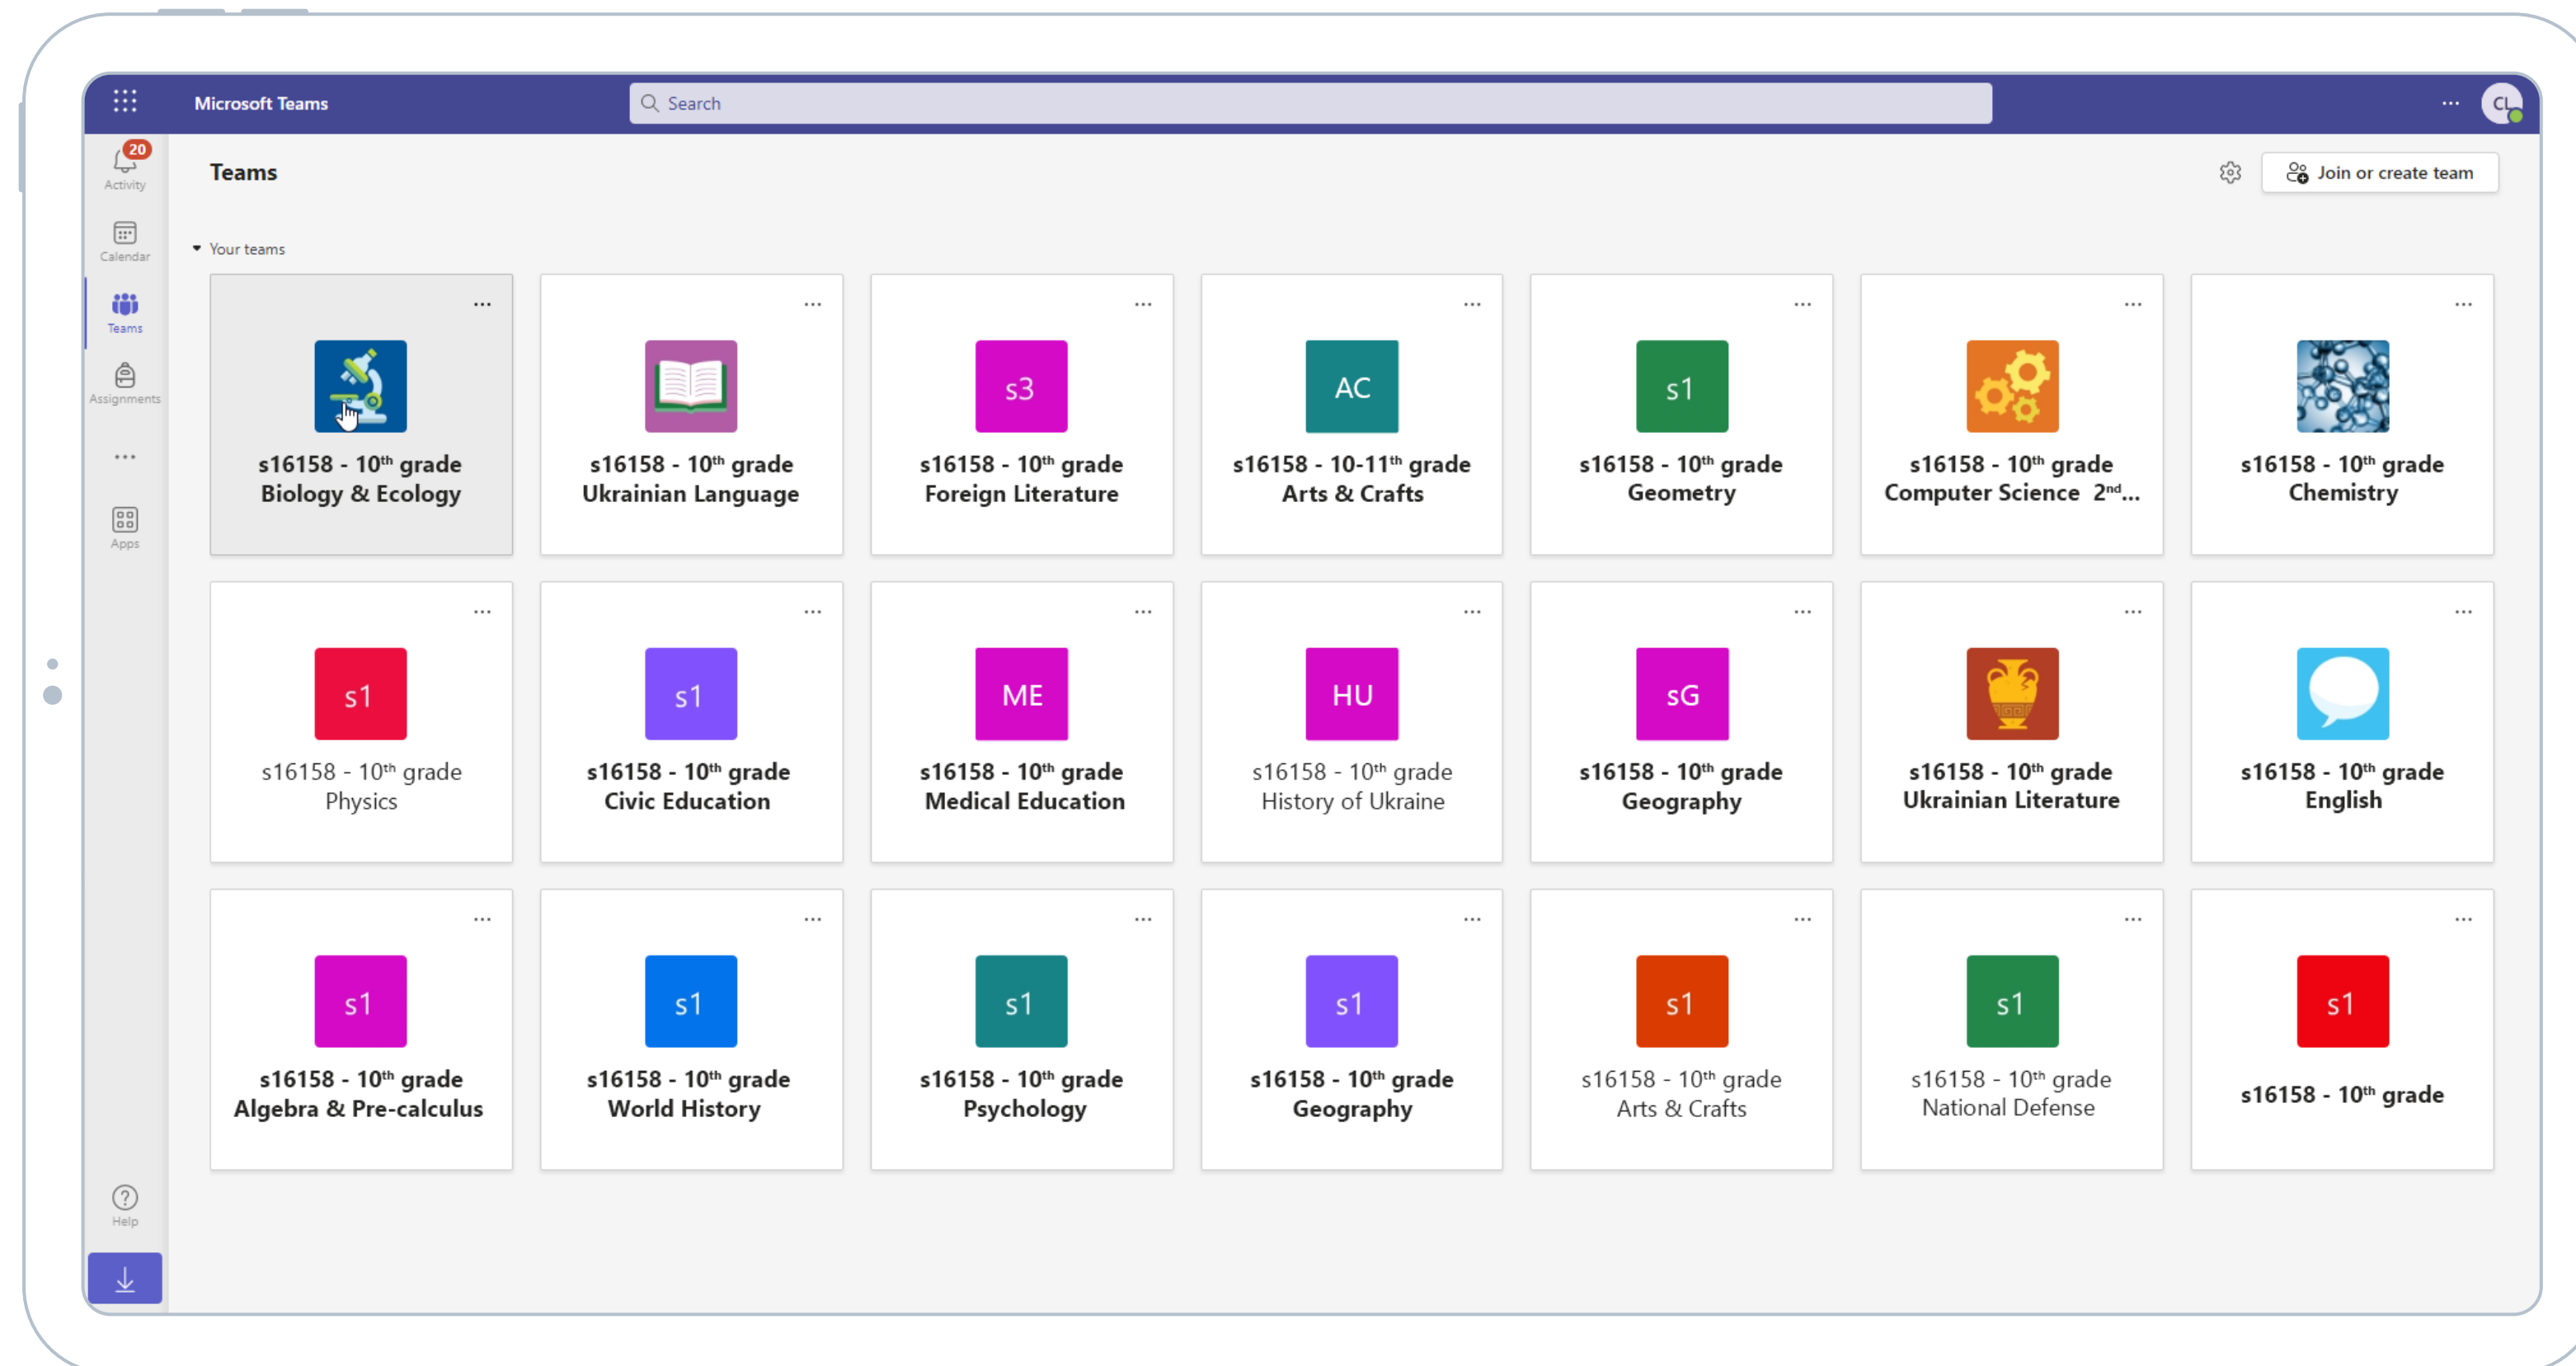 Microsoft Teams
Search
CL
20
Activity
Calendar
Teams
Assignments
Apps
Help
Teams
Join or create team
Your teams
s16158 - 10th grade
Biology & Ecology
s16158 - 10th grade
Ukrainian Language
s3
s16158 - 10th grade
Foreign Literature
AC
s16158 - 10-11th grade
Arts & Crafts
s1
s16158 - 10th grade
Geometry
s16158 - 10th grade
Computer Science 2nd...
s16158 - 10th grade
Chemistry
s1
s16158 - 10th grade
Physics
s1
s16158 - 10th grade
Civic Education
ME
s16158 - 10th grade
Medical Education
HU
s16158 - 10th grade
History of Ukraine
sG
s16158 - 10th grade
Geography
s16158 - 10th grade
Ukrainian Literature
s16158 - 10th grade
English
s1
s16158 - 10th grade
Algebra & Pre-calculus
s1
s16158 - 10th grade
World History
s1
s16158 - 10th grade
Psychology
s1
s16158 - 10th grade
Geography
s1
s16158 - 10th grade
Arts & Crafts
s1
s16158 - 10th grade
National Defense
s1
s16158 - 10th grade